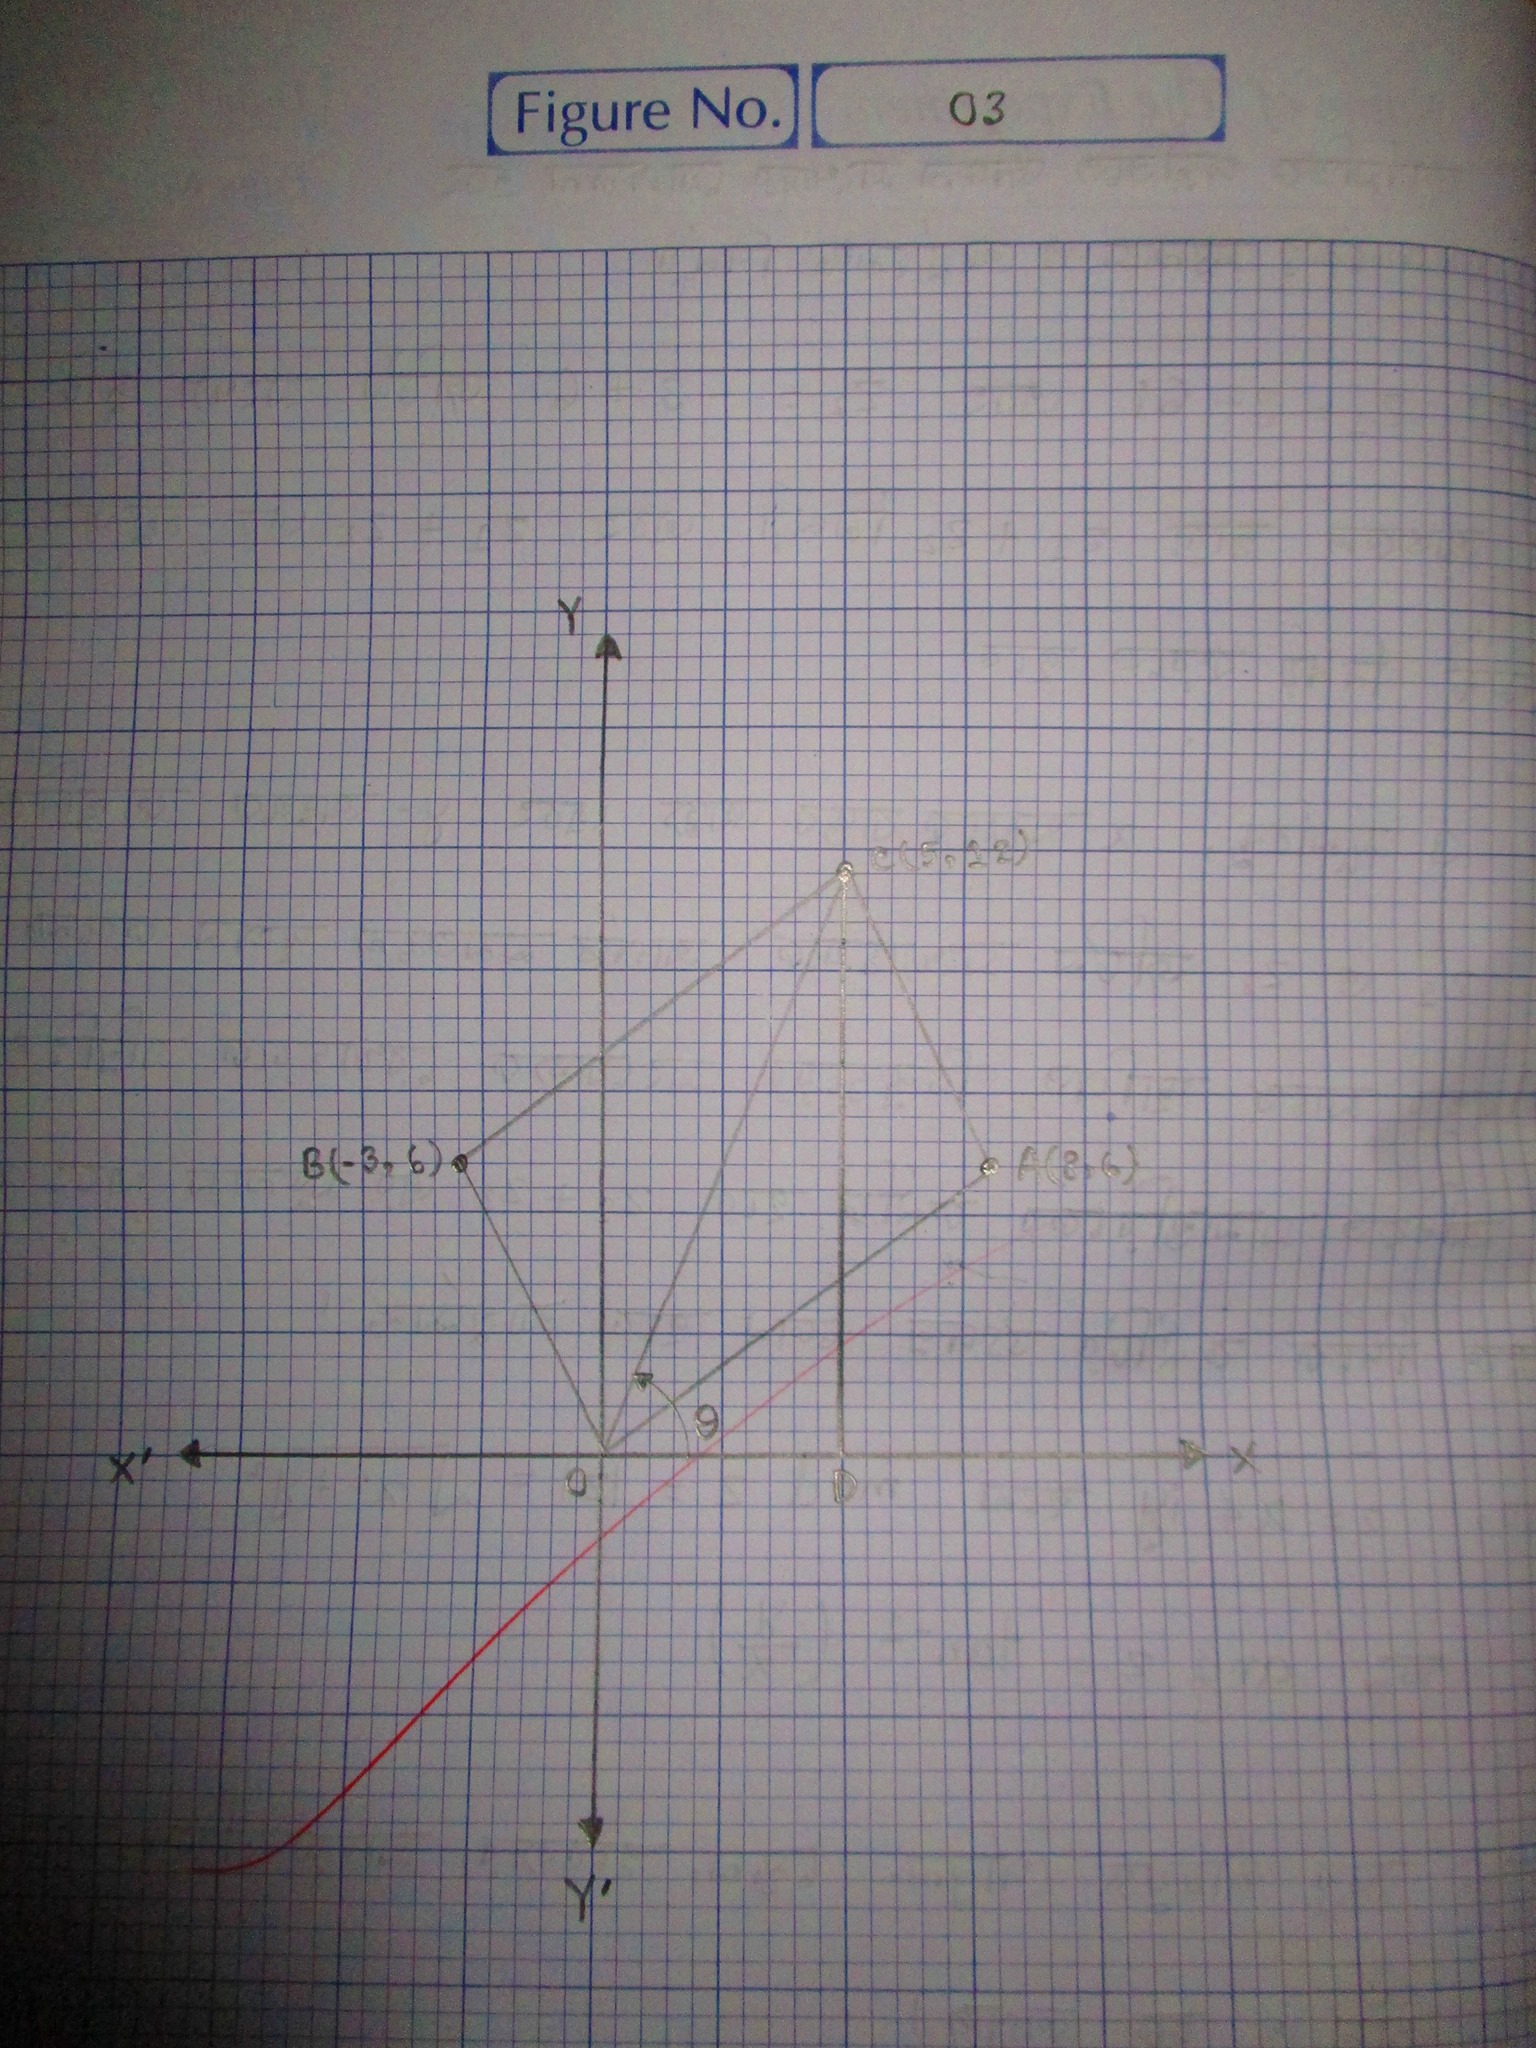 Figure No. 03
Y
C(5,12)
B(-3,6) A(8,6)
θ
X' X
O D
Y'